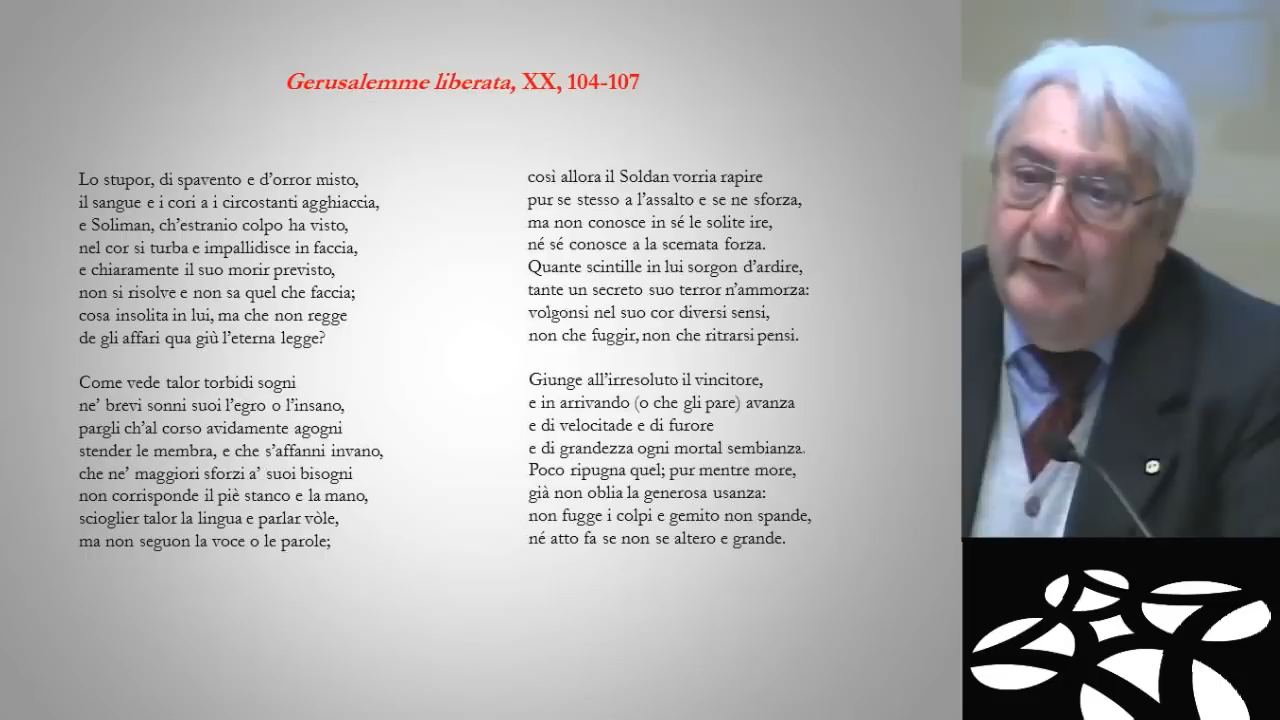 Gerusalemme liberata, XX, 104-107
Lo stupor, di spavento e d'orror misto,
il sangue e i cori a i circostanti agghiaccia,
e Soliman, ch'estranio colpo ha visto,
nel cor si turba e impallidisce in faccia,
e chiaramente il suo morir previsto,
non si risolve e non sa quel che faccia;
cosa insolita in lui, ma che non regge
de gli affari qua giù l'eterna legge?
Come vede talor torbidi sogni
ne' brevi sonni suoi l'egro o l'insano,
pargli ch'al corso avidamente agogni
stender le membra, e che s'affanni invano,
che ne' maggiori sforzi a' suoi bisogni
non corrisponde il piè stanco e la mano,
scioglier talor la lingua e parlar vòle,
ma non seguon la voce o le parole;
così allora il Soldan vorria rapire
pur se stesso a l'assalto e se ne sforza,
ma non conosce in sé le solite ire,
né sé conosce a la scemata forza.
Quante scintille in lui sorgon d'ardire,
tante un secreto suo terror n'ammorza:
volgonsi nel suo cor diversi sensi,
non che fuggir, non che ritrarsi pensi.
Giunge all'irresoluto il vincitore,
e in arrivando (o che gli pare) avanza
e di velocitade e di furore
e di grandezza ogni mortal sembianza.
Poco ripugna quel; pur mentre more,
già non oblia la generosa usanza:
non fugge i colpi e gemito non spande,
né atto fa se non se altero e grande.